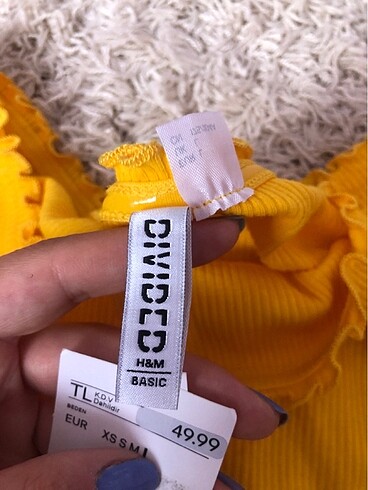 DIVIDED
H&M
BASIC
TL K.D.V
Dahildir
49.99
BEDEN
EUR XS S M L